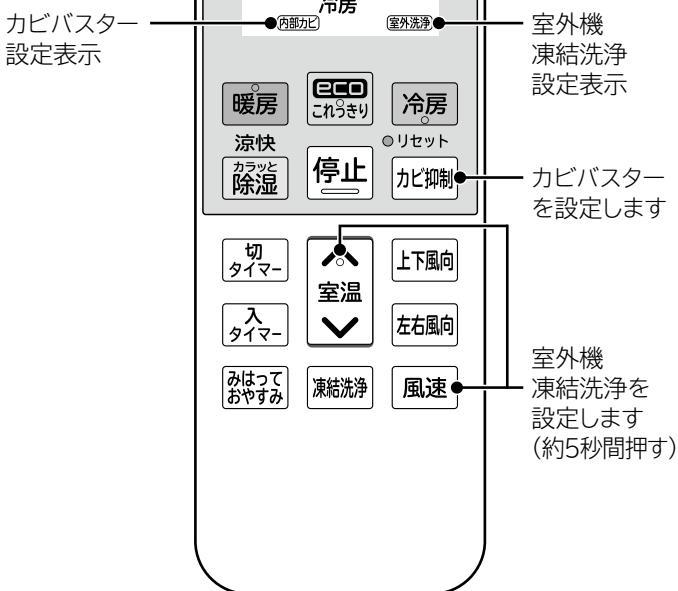 冷房
カビバスター
設定表示
内部カビ
室外洗浄
室外機
凍結洗浄
設定表示
暖房
eco
これっきり
冷房
涼快
リセット
カラッと
除湿
停止
カビ抑制
カビバスター
を設定します
切
タイマー
室温
上下風向
入
タイマー
左右風向
みはって
おやすみ
凍結洗浄
風速
室外機
凍結洗浄を
設定します
(約5秒間押す)